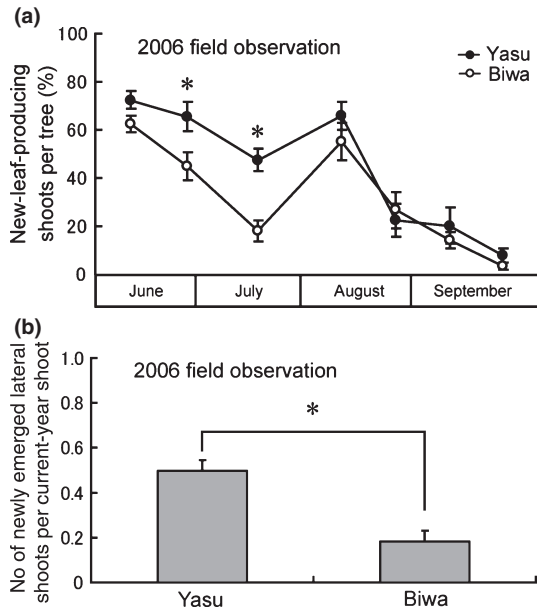 (a)
100
80
60
40
20
0
New-leaf-producing
shoots per tree (%)
2006 field observation
Yasu
Biwa
*
*
June July August September
(b)
1.0
0.8
0.6
0.4
0.2
0
No of newly emerged lateral
shoots per current-year shoot
2006 field observation
*
Yasu Biwa